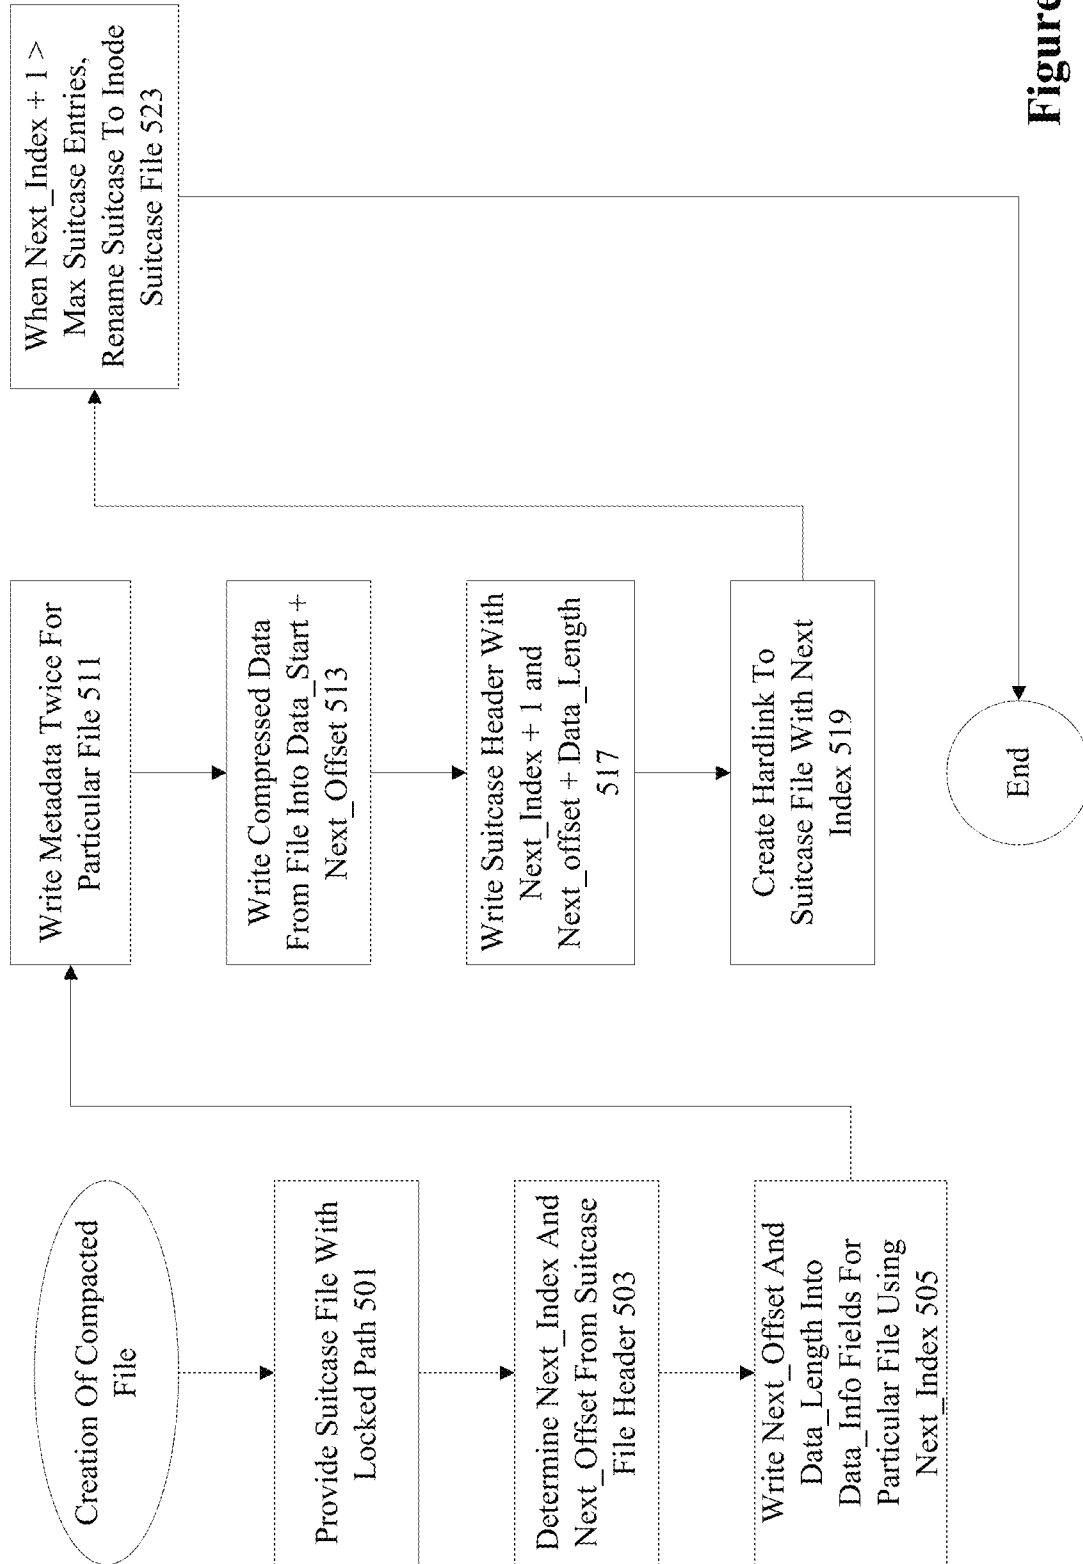 Creation Of Compacted
File
Provide Suitcase File With
Locked Path 501
Determine Next_Index And
Next_Offset From Suitcase
File Header 503
Write Next_Offset And
Data_Length Into
Data_Info Fields For
Particular File Using
Next_Index 505
Write Metadata Twice For
Particular File 511
Write Compressed Data
From File Into Data_Start +
Next_Offset 513
Write Suitcase Header With
Next_Index + 1 and
Next_offset + Data_Length
517
Create Hardlink To
Suitcase File With Next
Index 519
When Next_Index + 1 >
Max Suitcase Entries,
Rename Suitcase To Inode
Suitcase File 523
End
Figure